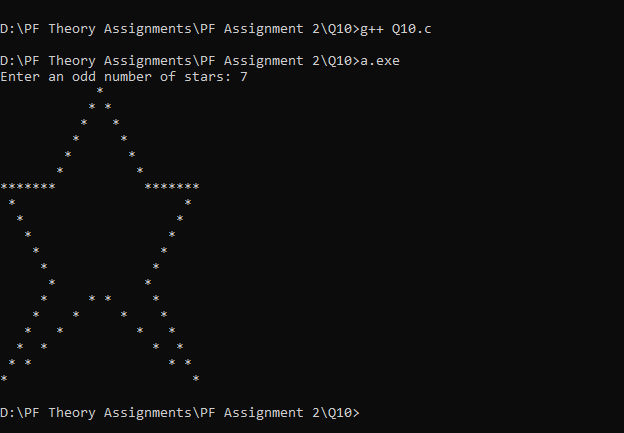 D:\PF Theory Assignments\PF Assignment 2\Q10>g++ Q10.c
D:\PF Theory Assignments\PF Assignment 2\Q10>a.exe
Enter an odd number of stars: 7
            *
           * *
          *   *
         *     *
        *       *
       *         *
*******           *******
 *                     *
  *                   *
   *                 *
    *               *
     *             *
      *           *
     *     * *     *
    *    *     *    *
   *   *         *   *
  *  *             *  *
 * *                 * *
*                       *
D:\PF Theory Assignments\PF Assignment 2\Q10>